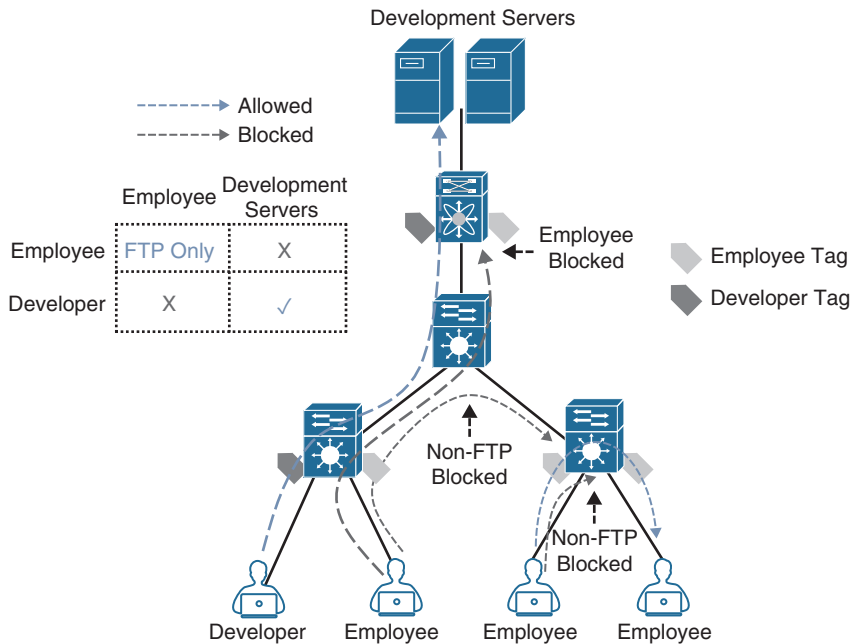 Development Servers
Allowed
Blocked
Employee
Development
Servers
Employee
FTP Only
X
Developer
X
✓
Employee
Blocked
Employee Tag
Developer Tag
Non-FTP
Blocked
Non-FTP
Blocked
Developer
Employee
Employee
Employee